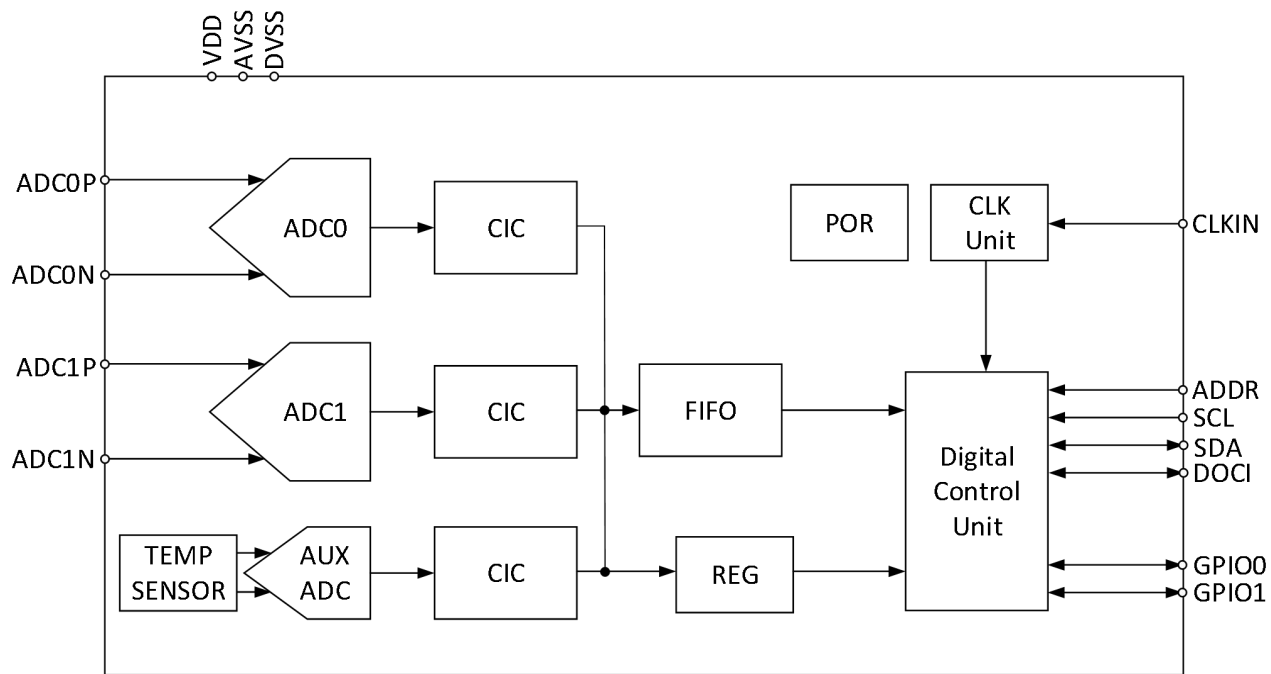 VDD
AVSS
DVSS
ADC0P
ADC0N
ADC0
CIC
POR
CLK
Unit
CLKIN
ADC1P
ADC1N
ADC1
CIC
FIFO
Digital
Control
Unit
ADDR
SCL
SDA
DOCI
TEMP
SENSOR
AUX
ADC
CIC
REG
GPIO0
GPIO1